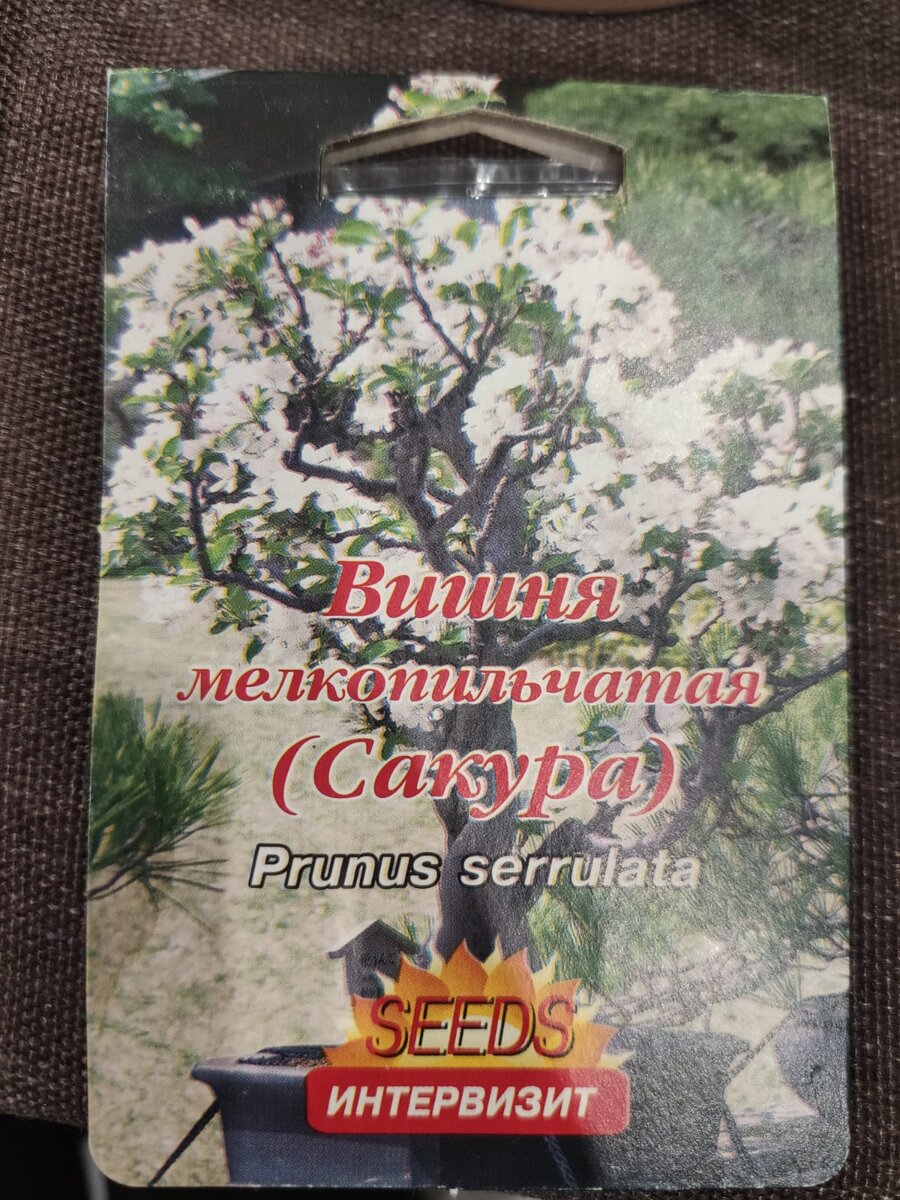 Вишня
мелкопильчатая
(Сакура)
Prunus serrulata
SEEDS
ИНТЕРВИЗИТ